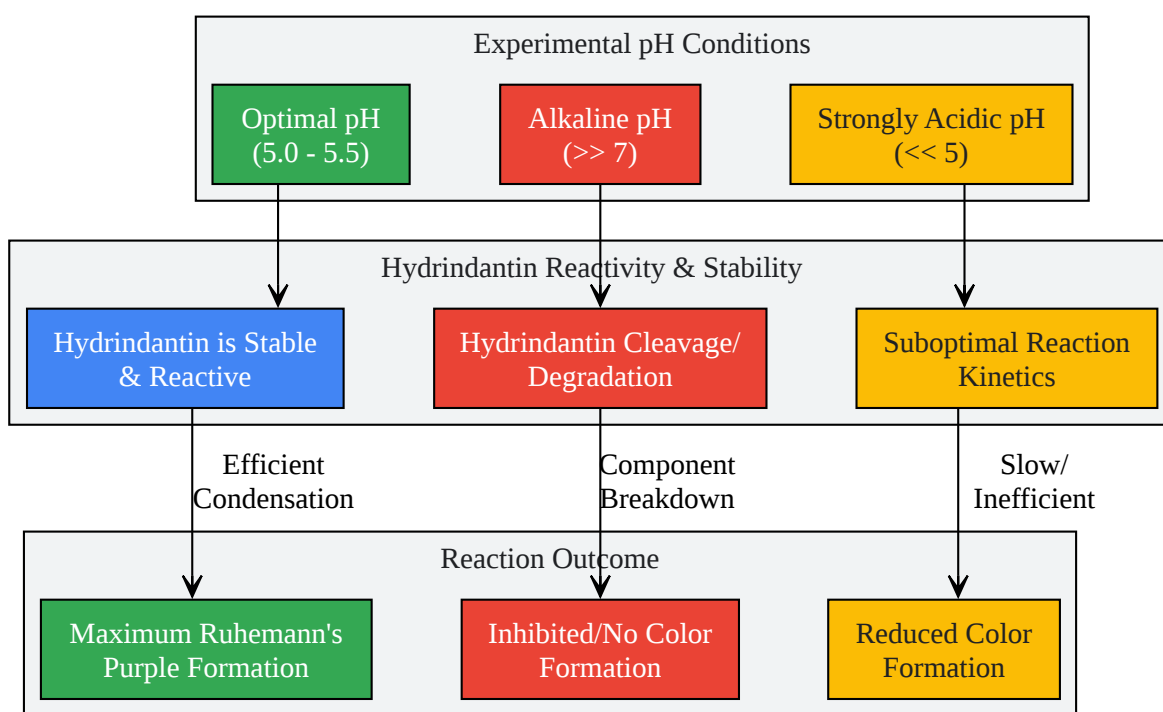 Experimental pH Conditions
Optimal pH
(5.0 - 5.5)
Alkaline pH
(>> 7)
Strongly Acidic pH
(<< 5)
Hydrindantin Reactivity & Stability
Hydrindantin is Stable
& Reactive
Hydrindantin Cleavage/
Degradation
Suboptimal Reaction
Kinetics
Efficient
Condensation
Component
Breakdown
Slow/
Inefficient
Reaction Outcome
Maximum Ruhemann's
Purple Formation
Inhibited/No Color
Formation
Reduced Color
Formation